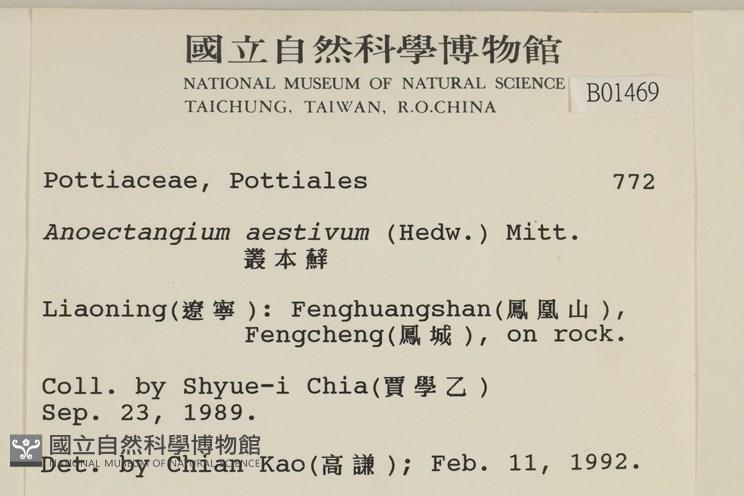 國立自然科學博物館
NATIONAL MUSEUM OF NATURAL SCIENCE
TAICHUNG, TAIWAN, R.O.CHINA
B01469
Pottiaceae, Pottiales 772
Anoectangium aestivum (Hedw.) Mitt.
叢本蘚
Liaoning(遼寧): Fenghuangshan(鳳凰山),
Fengcheng(鳳城), on rock.
Coll. by Shyue-i Chia(賈學乙)
Sep. 23, 1989.
國立自然科學博物館
NATIONAL MUSEUM OF NATURAL SCIENCE
Det. by Chian Kao(高謙); Feb. 11, 1992.